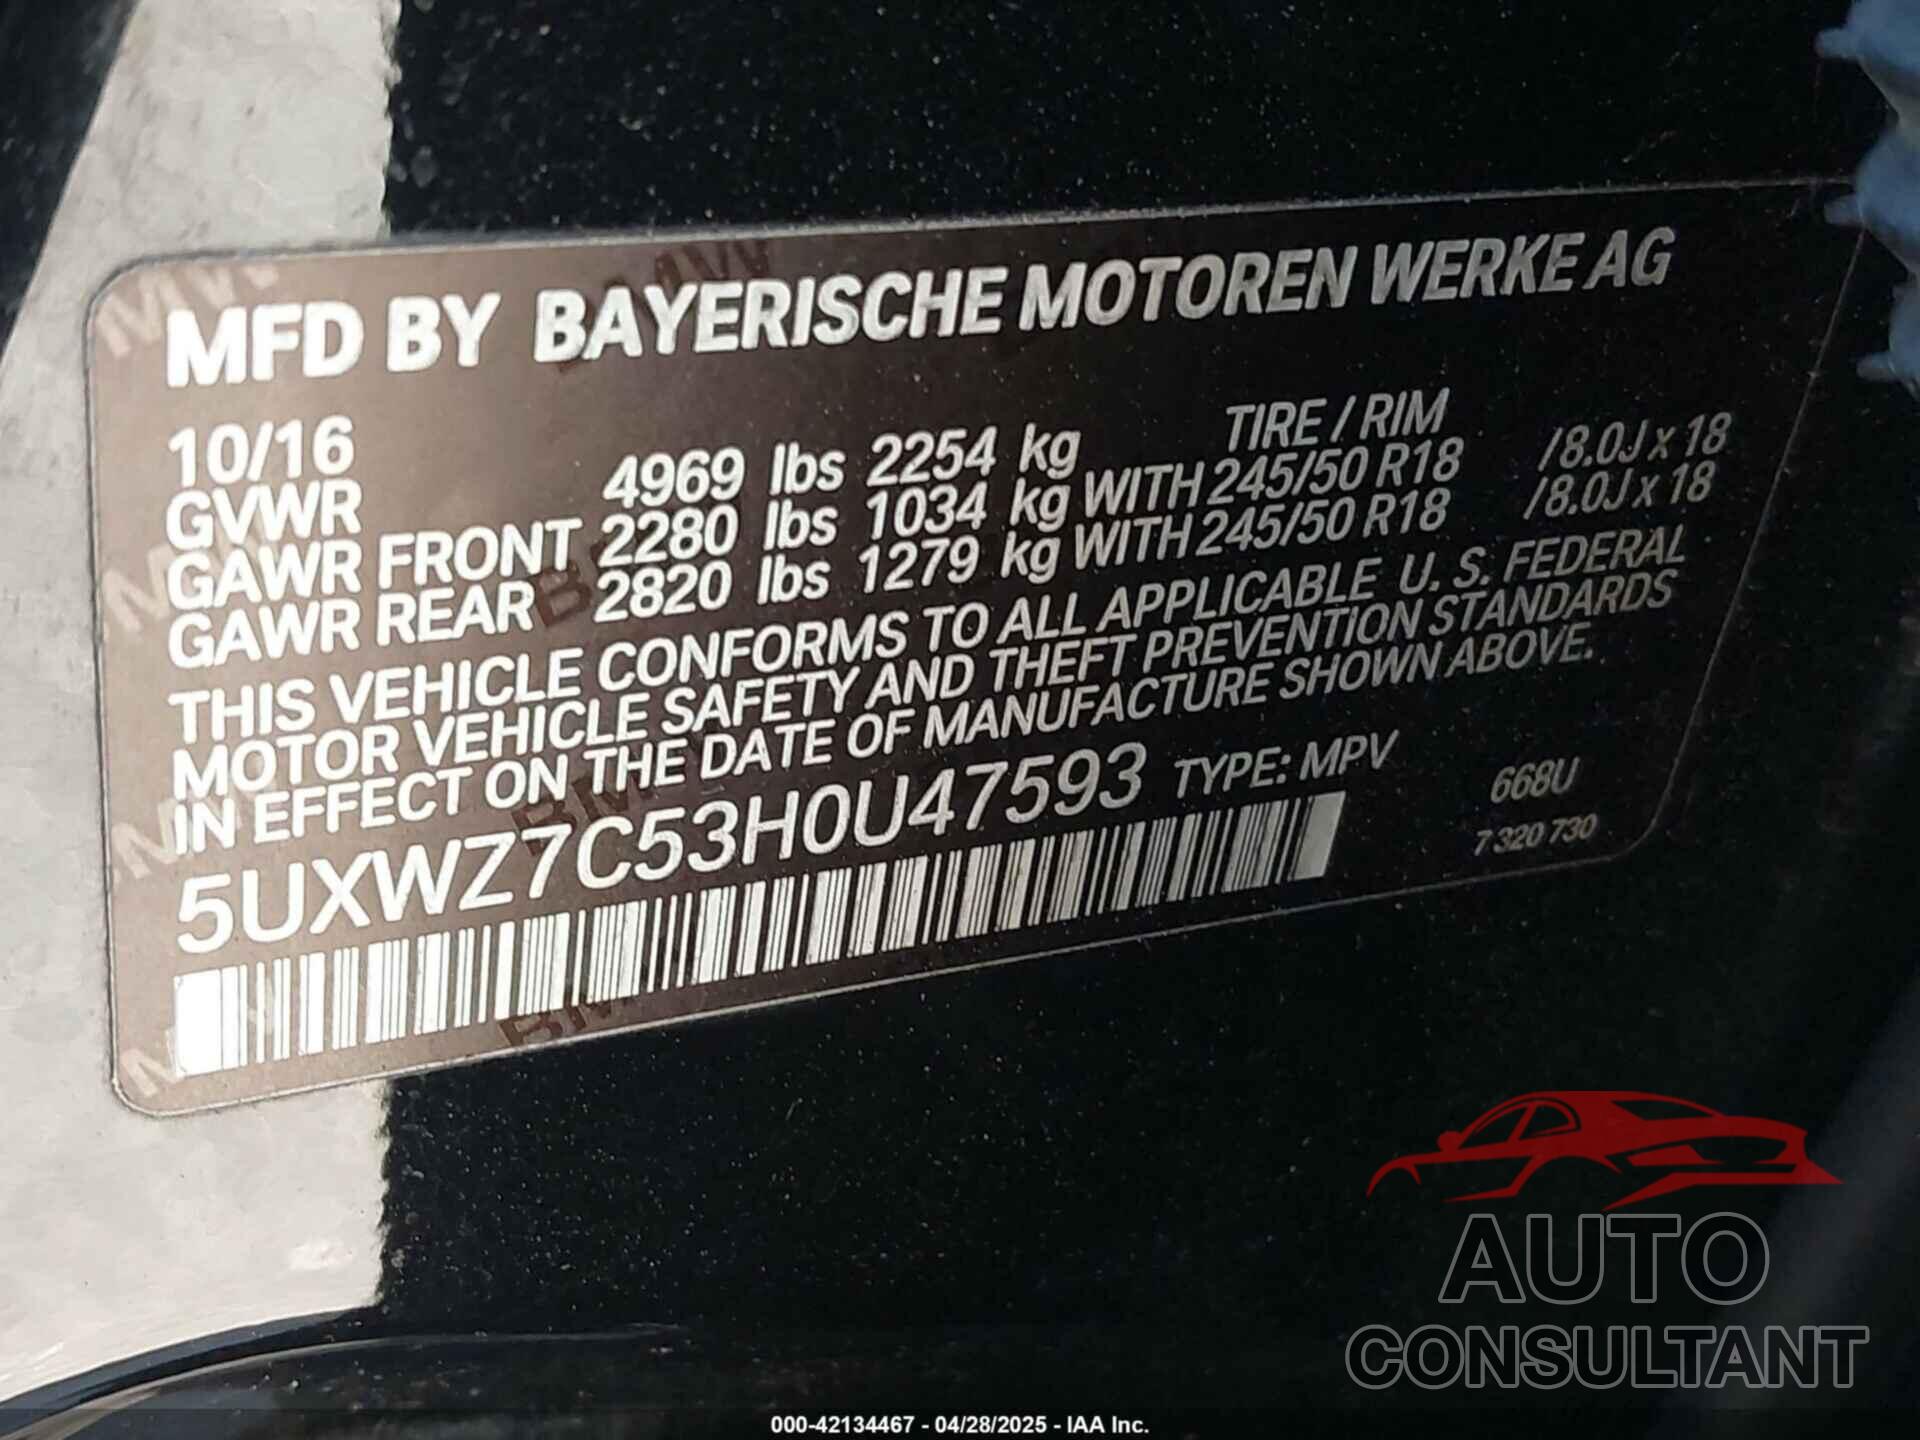 MFD BY BAYERISCHE MOTOREN WERKE AG
10/16 TIRE / RIM
GVWR 4969 lbs 2254 kg
GAWR FRONT 2280 lbs 1034 kg WITH 245/50 R18 /8.0J x 18
GAWR REAR 2820 lbs 1279 kg WITH 245/50 R18 /8.0J x 18
THIS VEHICLE CONFORMS TO ALL APPLICABLE U. S. FEDERAL
MOTOR VEHICLE SAFETY AND THEFT PREVENTION STANDARDS
IN EFFECT ON THE DATE OF MANUFACTURE SHOWN ABOVE.
5UXWZ7C53H0U47593 TYPE: MPV 668U
7 320 730
AUTO
CONSULTANT
000-42134467 - 04/28/2025 - IAA Inc.